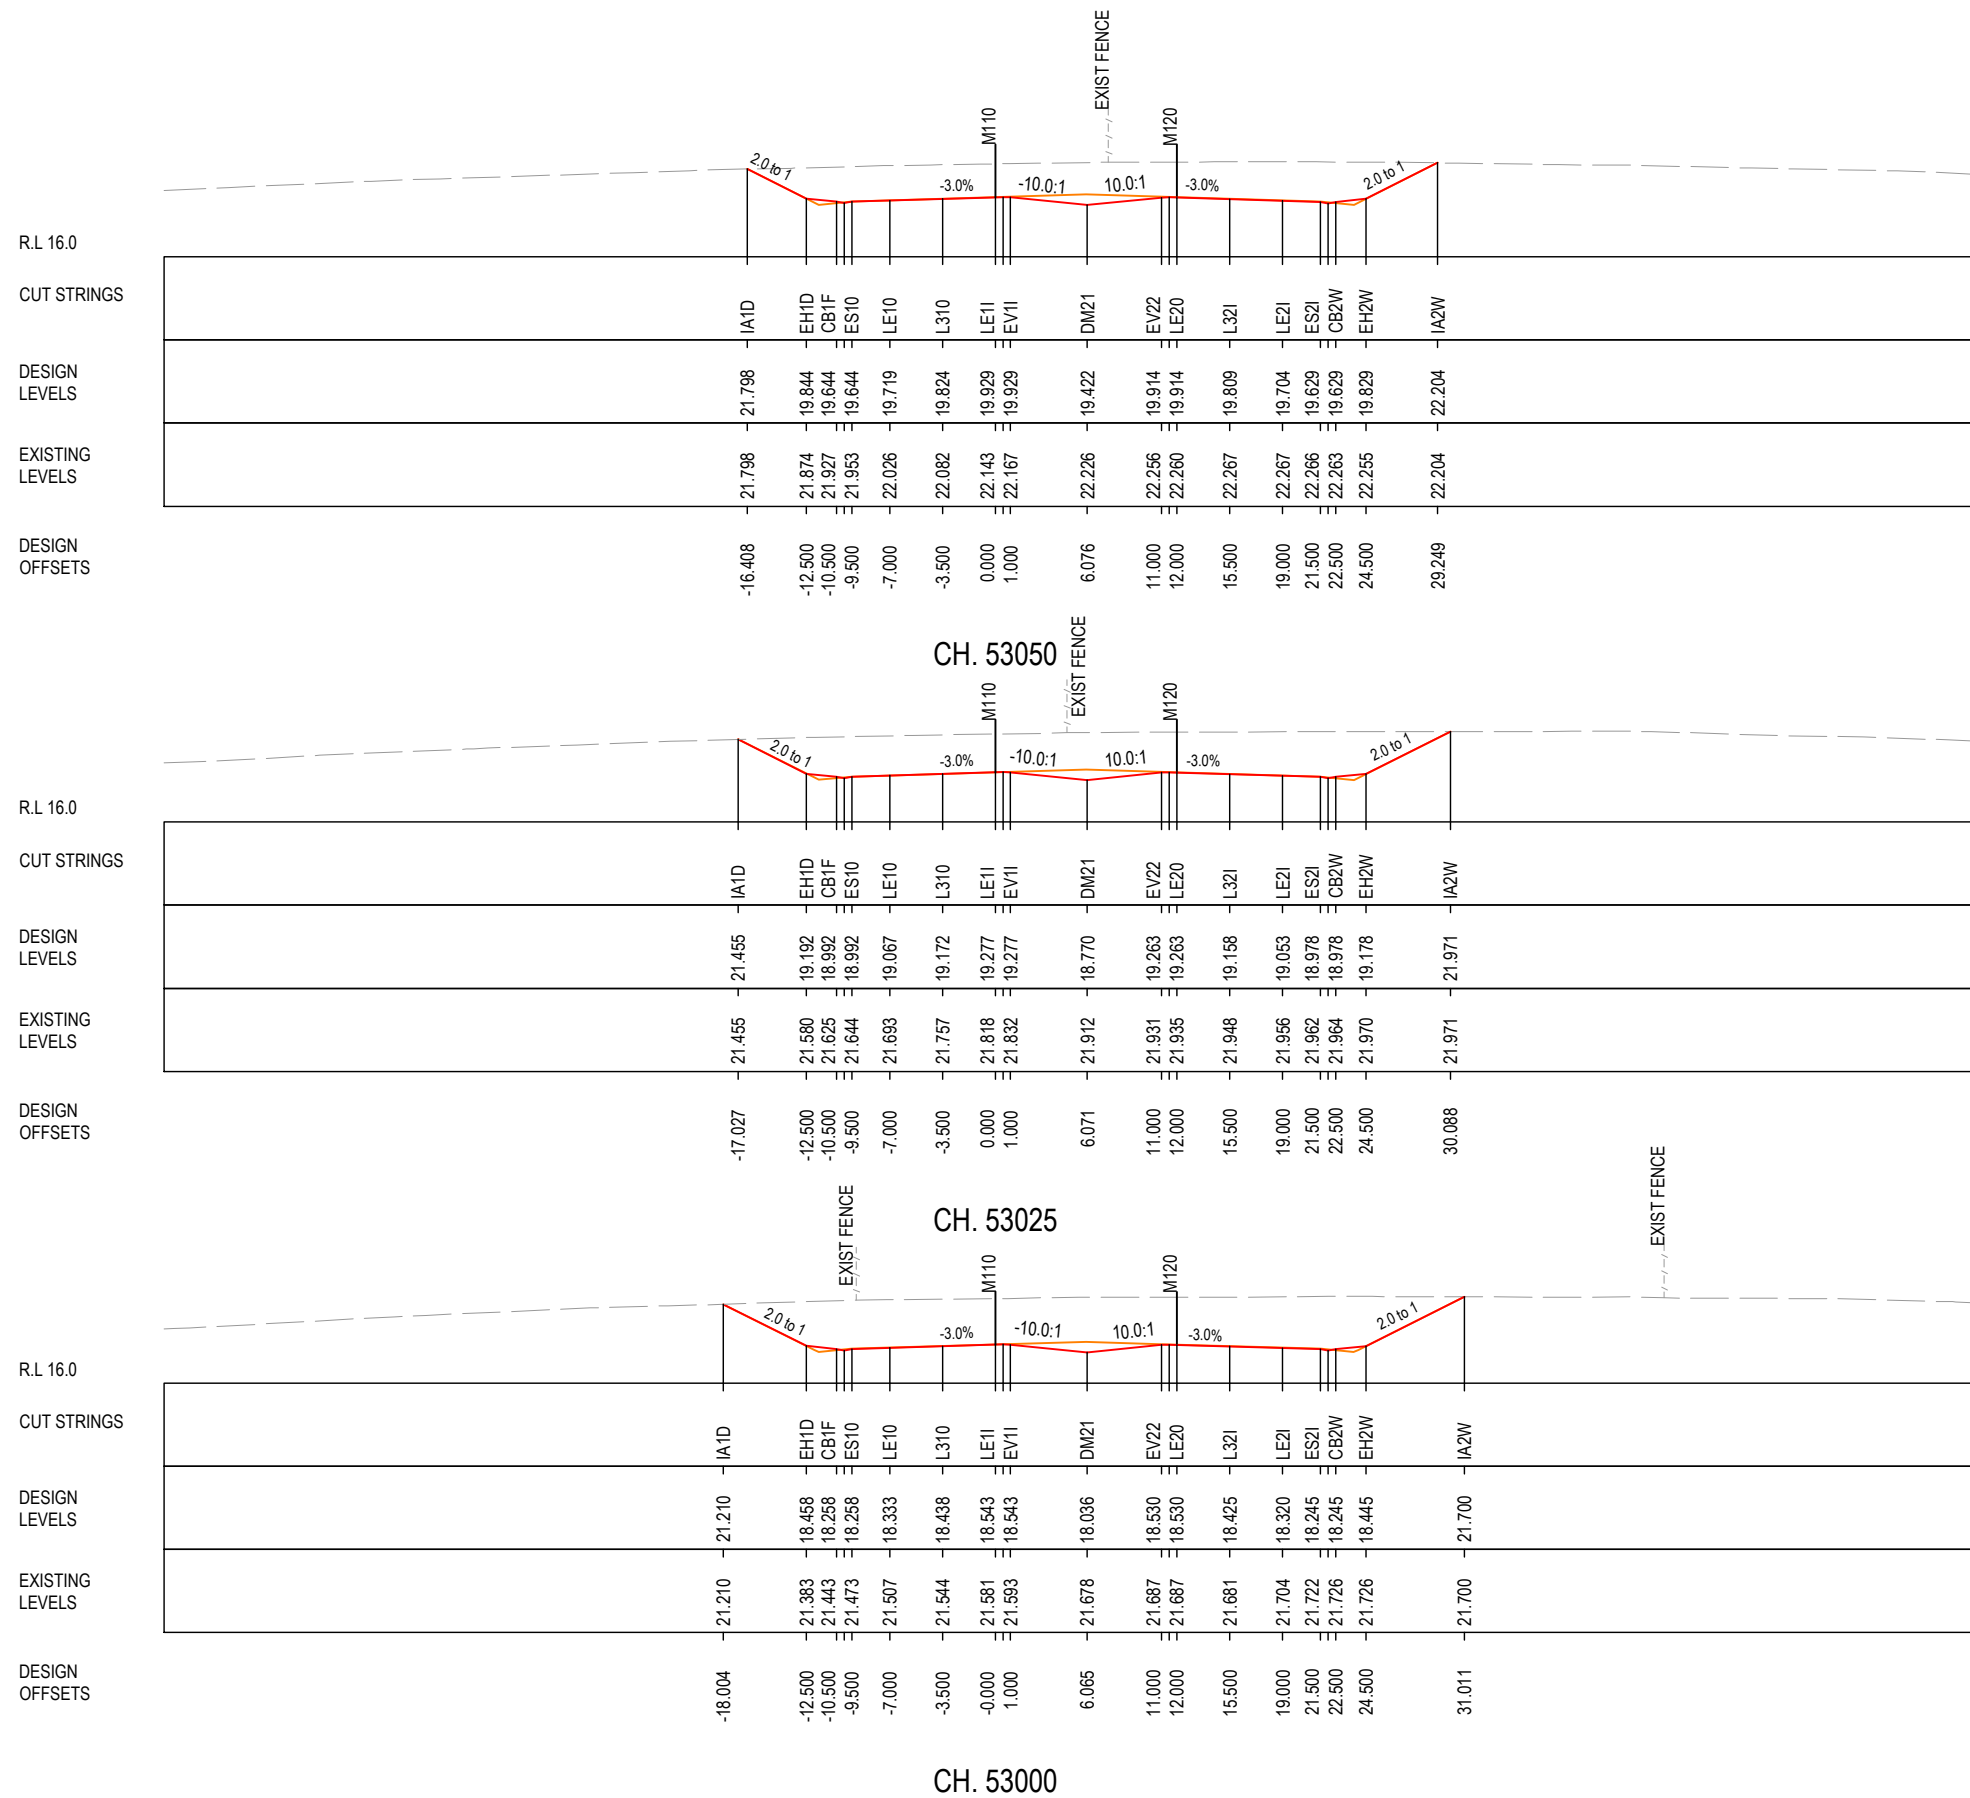 EXIST FENCE
M110
M120
2.0 to 1
-3.0%
-10.0:1
10.0:1
-3.0%
2.0 to 1
R.L 16.0
CUT STRINGS
IA1D EH1D CB1F ES10 LE10 L310 LE1I EV1I DM21 EV22 LE20 L32I LE2I ES2I CB2W EH2W IA2W
DESIGN
LEVELS
21.798 19.844 19.644 19.644 19.719 19.824 19.929 19.929 19.422 19.914 19.914 19.809 19.704 19.629 19.629 19.829 22.204
EXISTING
LEVELS
21.798 21.874 21.927 21.953 22.026 22.082 22.143 22.167 22.226 22.256 22.260 22.267 22.267 22.266 22.263 22.255 22.204
DESIGN
OFFSETS
-16.408 -12.500 -10.500 -9.500 -7.000 -3.500 0.000 1.000 6.076 11.000 12.000 15.500 19.000 21.500 22.500 24.500 29.249
CH. 53050
EXIST FENCE
M110
M120
2.0 to 1
-3.0%
-10.0:1
10.0:1
-3.0%
2.0 to 1
R.L 16.0
CUT STRINGS
IA1D EH1D CB1F ES10 LE10 L310 LE1I EV1I DM21 EV22 LE20 L32I LE2I ES2I CB2W EH2W IA2W
DESIGN
LEVELS
21.455 19.192 18.992 18.992 19.067 19.172 19.277 19.277 18.770 19.263 19.263 19.158 19.053 18.978 18.978 19.178 21.971
EXISTING
LEVELS
21.455 21.580 21.625 21.644 21.693 21.757 21.818 21.832 21.912 21.931 21.935 21.948 21.956 21.962 21.964 21.970 21.971
DESIGN
OFFSETS
-17.027 -12.500 -10.500 -9.500 -7.000 -3.500 0.000 1.000 6.071 11.000 12.000 15.500 19.000 21.500 22.500 24.500 30.088
CH. 53025
EXIST FENCE
EXIST FENCE
M110
M120
2.0 to 1
-3.0%
-10.0:1
10.0:1
-3.0%
2.0 to 1
R.L 16.0
CUT STRINGS
IA1D EH1D CB1F ES10 LE10 L310 LE1I EV1I DM21 EV22 LE20 L32I LE2I ES2I CB2W EH2W IA2W
DESIGN
LEVELS
21.210 18.458 18.258 18.258 18.333 18.438 18.543 18.543 18.036 18.530 18.530 18.425 18.320 18.245 18.245 18.445 21.700
EXISTING
LEVELS
21.210 21.383 21.443 21.473 21.507 21.544 21.581 21.593 21.678 21.687 21.687 21.681 21.704 21.722 21.726 21.726 21.700
DESIGN
OFFSETS
-18.004 -12.500 -10.500 -9.500 -7.000 -3.500 -0.000 1.000 6.065 11.000 12.000 15.500 19.000 21.500 22.500 24.500 31.011
CH. 53000